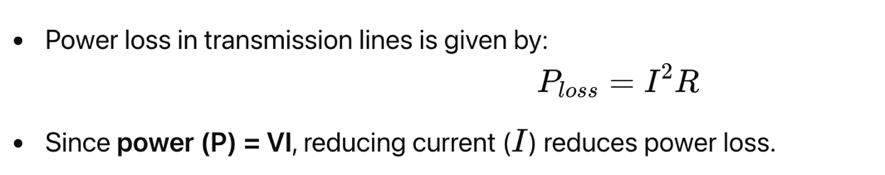 • Power loss in transmission lines is given by:
P_loss = I²R
• Since power (P) = VI, reducing current (I) reduces power loss.